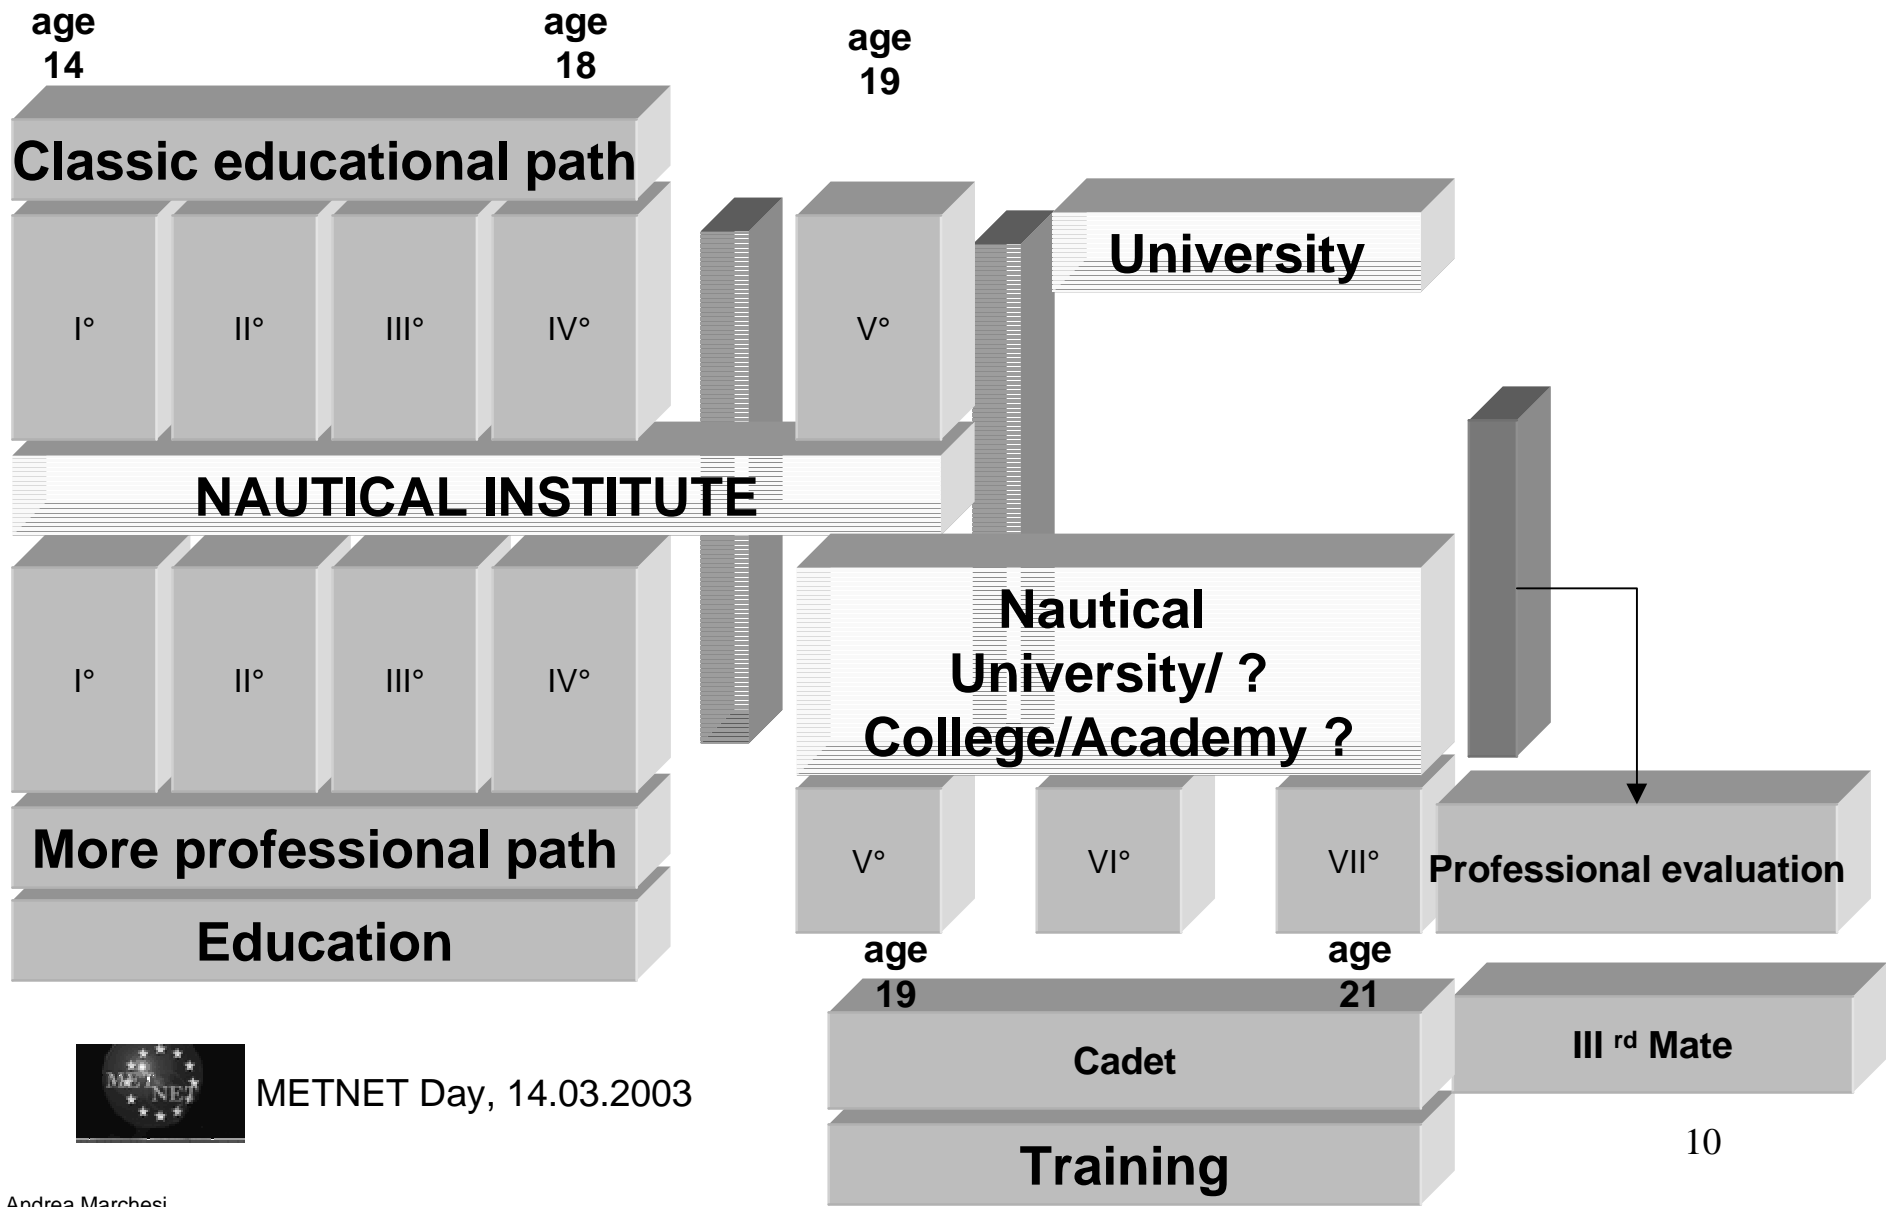 age
14
age
18
age
19
Classic educational path
I°
II°
III°
IV°
V°
University
NAUTICAL INSTITUTE
I°
II°
III°
IV°
Nautical
University/ ?
College/Academy ?
More professional path
V°
VI°
VII°
Professional evaluation
Education
age
19
age
21
Cadet
III rd Mate
MET
NET
METNET Day, 14.03.2003
Training
10
Andrea Marchesi